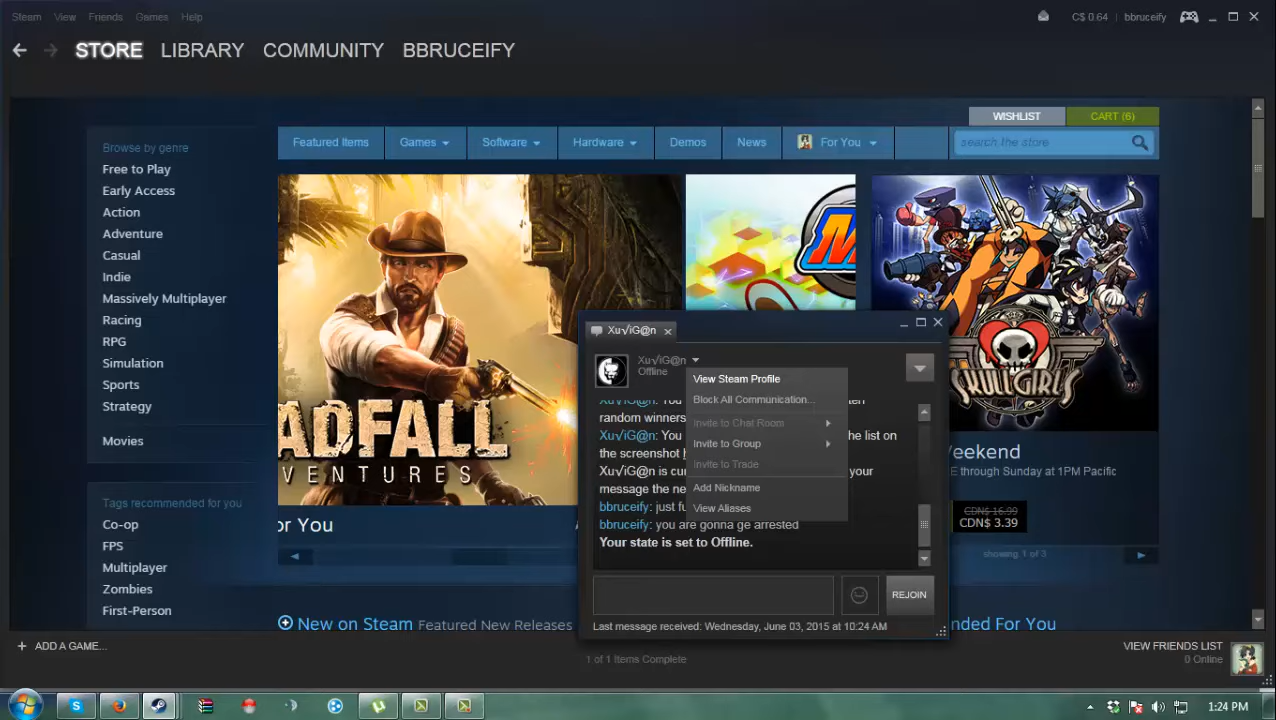 Steam View Friends Games Help
C$ 0.64 bbruceify
STORE LIBRARY COMMUNITY BBRUCEIFY
WISHLIST CART (6)
Featured Items Games Software Hardware Demos News For You search the store
Browse by genre
Free to Play
Early Access
Action
Adventure
Casual
Indie
Massively Multiplayer
Racing
RPG
Simulation
Sports
Strategy
Movies
Tags recommended for you
Co-op
FPS
Multiplayer
Zombies
First-Person
ADFALL
VENTURES
or You
SKULLGIRLS
Weekend
E through Sunday at 1PM Pacific
CDN$ 16.99
CDN$ 3.39
showing 1 of 3
Xu√iG@n
Xu√iG@n
Offline
View Steam Profile
Block All Communication...
Invite to Chat Room
Invite to Group
Invite to Trade
Add Nickname
View Aliases
Xu√iG@n: You
random winners
Xu√iG@n: You he list on
the screenshot
Xu√iG@n is cur your
message the ne
bbruceify: just fu
bbruceify: you are gonna ge arrested
Your state is set to Offline.
REJOIN
Last message received: Wednesday, June 03, 2015 at 10:24 AM
New on Steam Featured New Releases
nded For You
+ ADD A GAME...
1 of 1 Items Complete
VIEW FRIENDS LIST
0 Online
1:24 PM